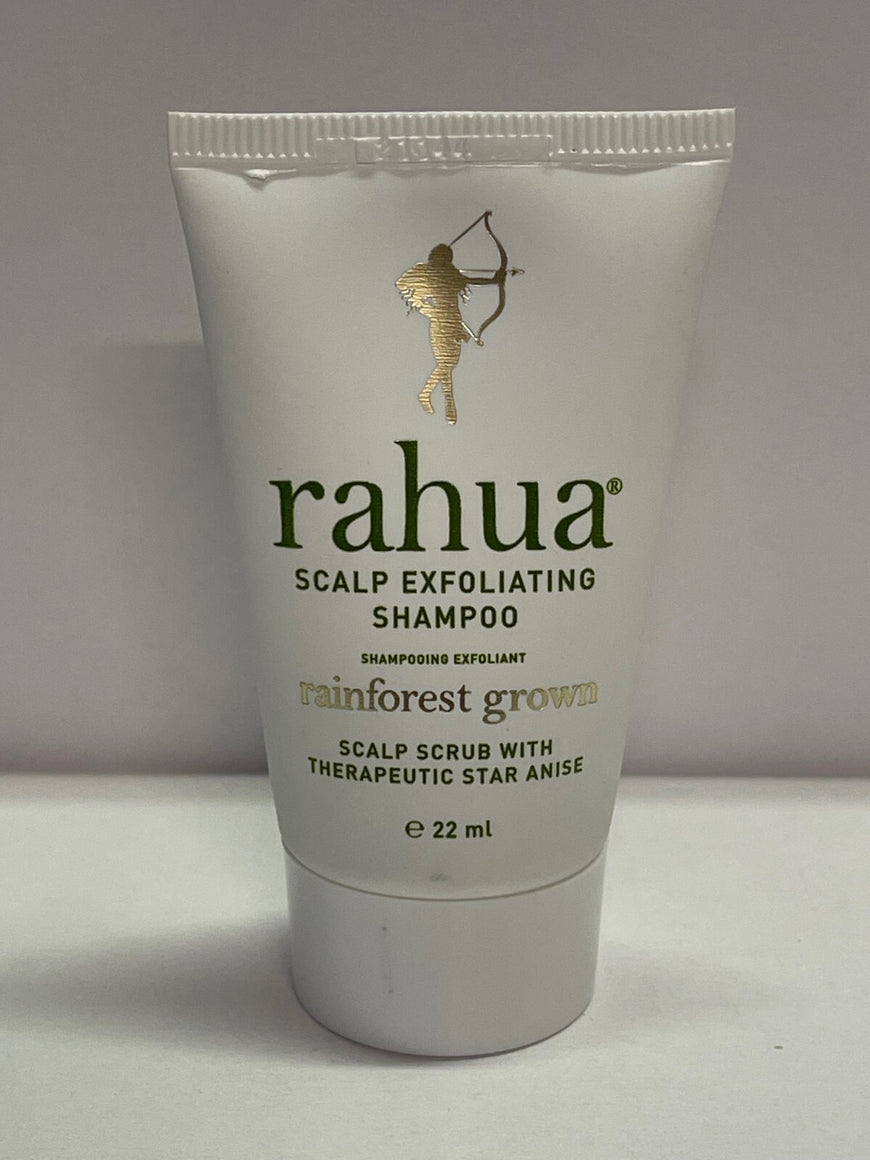 rahua®
SCALP EXFOLIATING
SHAMPOO
SHAMPOOING EXFOLIANT
rainforest grown
SCALP SCRUB WITH
THERAPEUTIC STAR ANISE
℮ 22 ml